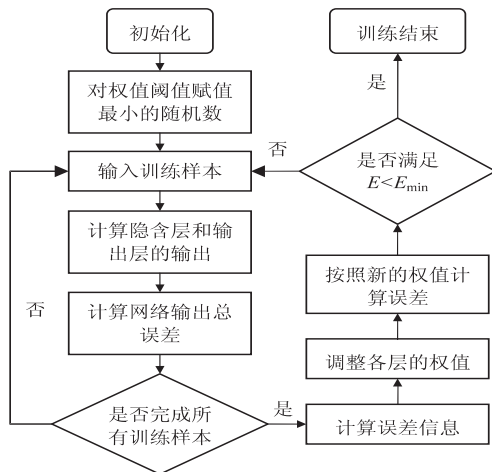 初始化
对权值阈值赋值
最小的随机数
输入训练样本
计算隐含层和输
出层的输出
计算网络输出总
误差
是否完成所
有训练样本
否
是
计算误差信息
调整各层的权值
按照新的权值计
算误差
是否满足
E<Emin
否
是
训练结束